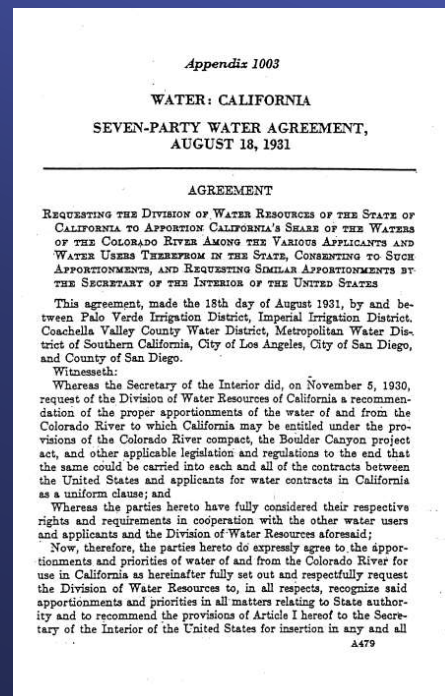 Appendix 1003
WATER: CALIFORNIA
SEVEN-PARTY WATER AGREEMENT,
AUGUST 18, 1931
AGREEMENT
REQUESTING THE DIVISION OF WATER RESOURCES OF THE STATE OF
CALIFORNIA TO APPORTION CALIFORNIA'S SHARE OF THE WATERS
OF THE COLORADO RIVER AMONG THE VARIOUS APPLICANTS AND
WATER USERS THEREFROM IN THE STATE, CONSENTING TO SUCH
APPORTIONMENTS, AND REQUESTING SIMILAR APPORTIONMENTS BY
THE SECRETARY OF THE INTERIOR OF THE UNITED STATES
This agreement, made the 18th day of August 1931, by and be-
tween Palo Verde Irrigation District, Imperial Irrigation District.
Coachella Valley County Water District, Metropolitan Water Dis-
trict of Southern California, City of Los Angeles, City of San Diego,
and County of San Diego.
Witnesseth:
Whereas the Secretary of the Interior did, on November 5, 1930,
request of the Division of Water Resources of California a recommen-
dation of the proper apportionments of the water of and from the
Colorado River to which California may be entitled under the pro-
visions of the Colorado River compact, the Boulder Canyon project
act, and other applicable legislation and regulations to the end that
the same could be carried into each and all of the contracts between
the United States and applicants for water contracts in California
as a uniform clause; and
Whereas the parties hereto have fully considered their respective
rights and requirements in cooperation with the other water users
and applicants and the Division of Water Resources aforesaid;
Now, therefore, the parties hereto do expressly agree to the appor-
tionments and priorities of water of and from the Colorado River for
use in California as hereinafter fully set out and respectfully request
the Division of Water Resources to, in all respects, recognize said
apportionments and priorities in all matters relating to State author-
ity and to recommend the provisions of Article I hereof to the Secre-
tary of the Interior of the United States for insertion in any and all
A479